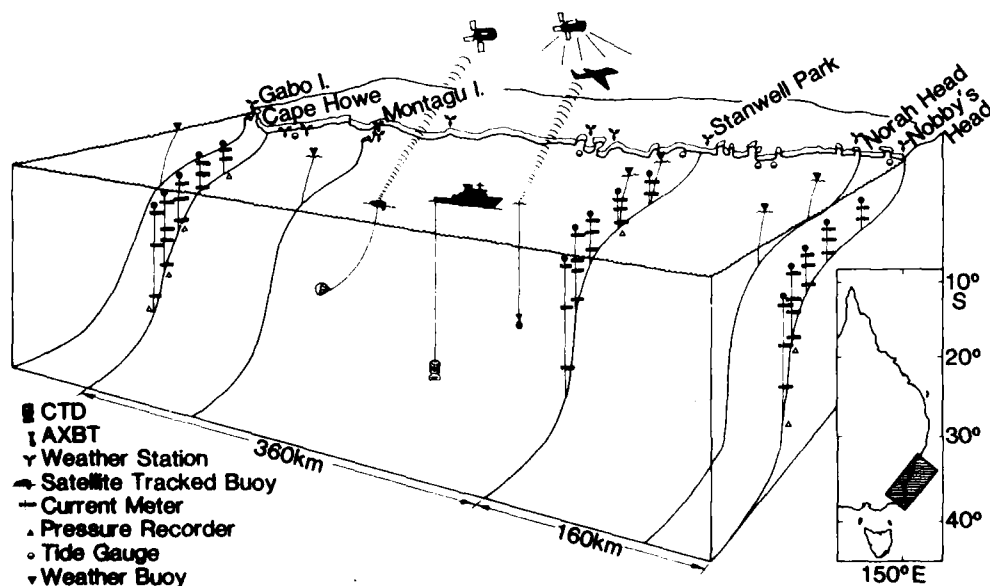 Gabo I.
Cape Howe
Montagu I.
Stanwell Park
Norah Head
Nobby's
Head
10°
S
20°
30°
40°
150°E
360km
160km
CTD
AXBT
Weather Station
Satellite Tracked Buoy
Current Meter
Pressure Recorder
Tide Gauge
Weather Buoy